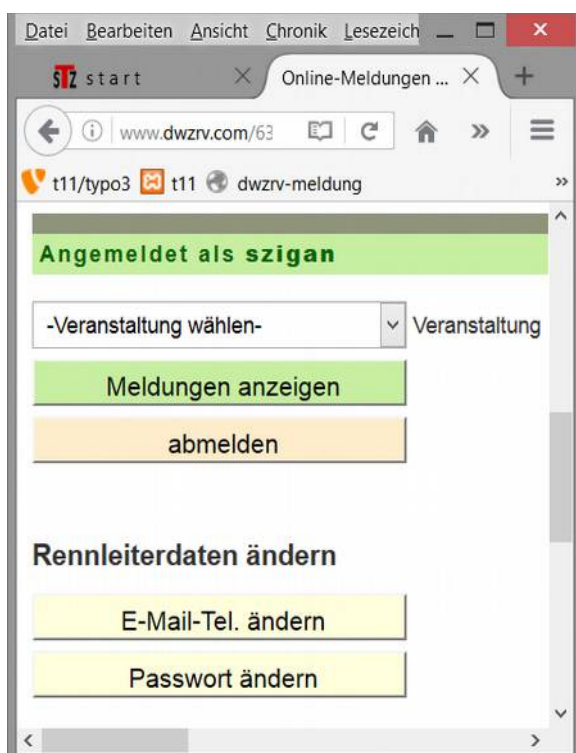 Datei Bearbeiten Ansicht Chronik Lesezeich
STZ start Online-Meldungen ...
www.dwzrv.com/63
t11/typo3 t11 dwzrv-meldung
Angemeldet als szigan
-Veranstaltung wählen- Veranstaltung
Meldungen anzeigen
abmelden
Rennleiterdaten ändern
E-Mail-Tel. ändern
Passwort ändern